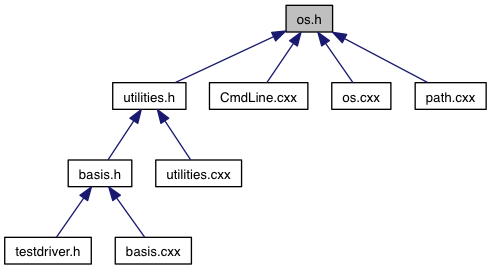 os.h
utilities.h
CmdLine.cxx
os.cxx
path.cxx
basis.h
utilities.cxx
testdriver.h
basis.cxx